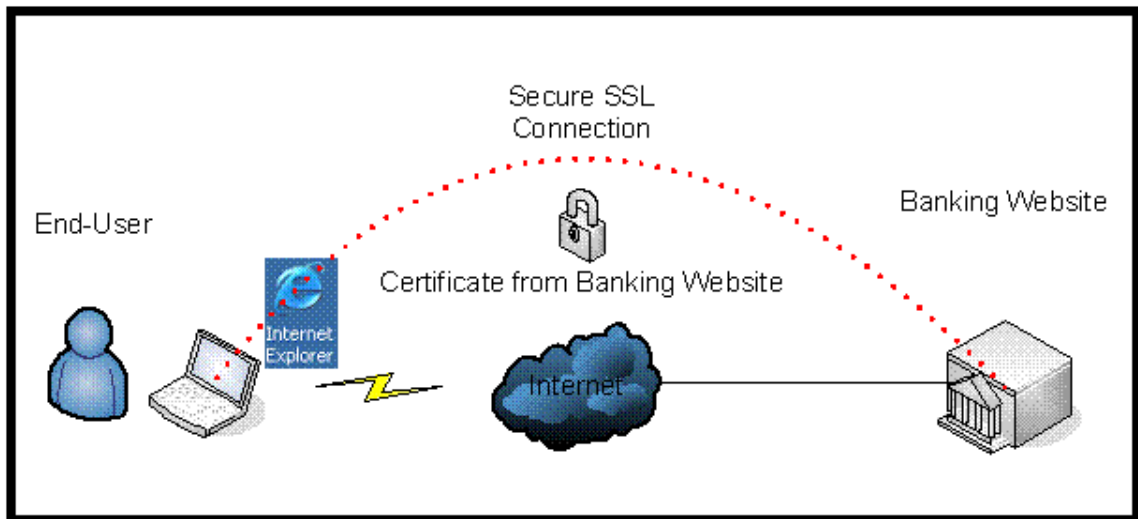 Secure SSL
Connection
Banking Website
End-User
Certificate from Banking Website
Internet
Explorer
Internet